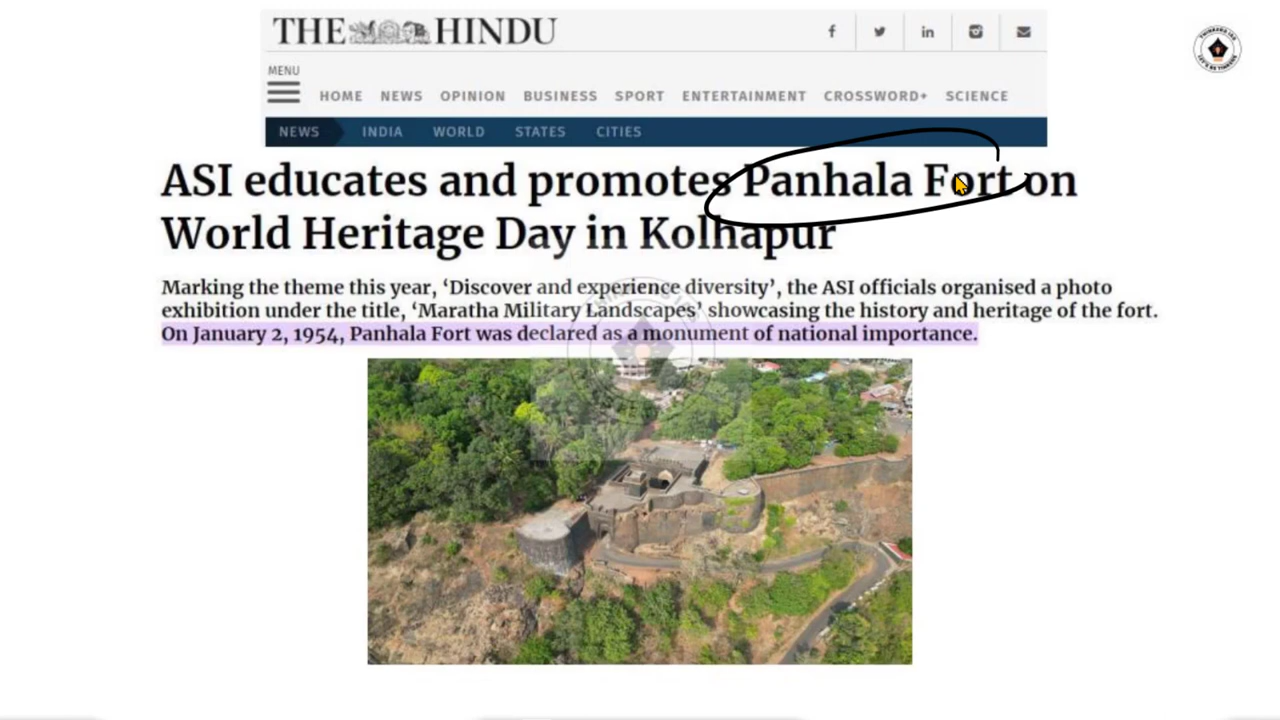 THE HINDU
MENU
HOME NEWS OPINION BUSINESS SPORT ENTERTAINMENT CROSSWORD+ SCIENCE
NEWS INDIA WORLD STATES CITIES
ASI educates and promotes Panhala Fort on
World Heritage Day in Kolhapur
Marking the theme this year, ‘Discover and experience diversity’, the ASI officials organised a photo
exhibition under the title, ‘Maratha Military Landscapes’ showcasing the history and heritage of the fort.
On January 2, 1954, Panhala Fort was declared as a monument of national importance.